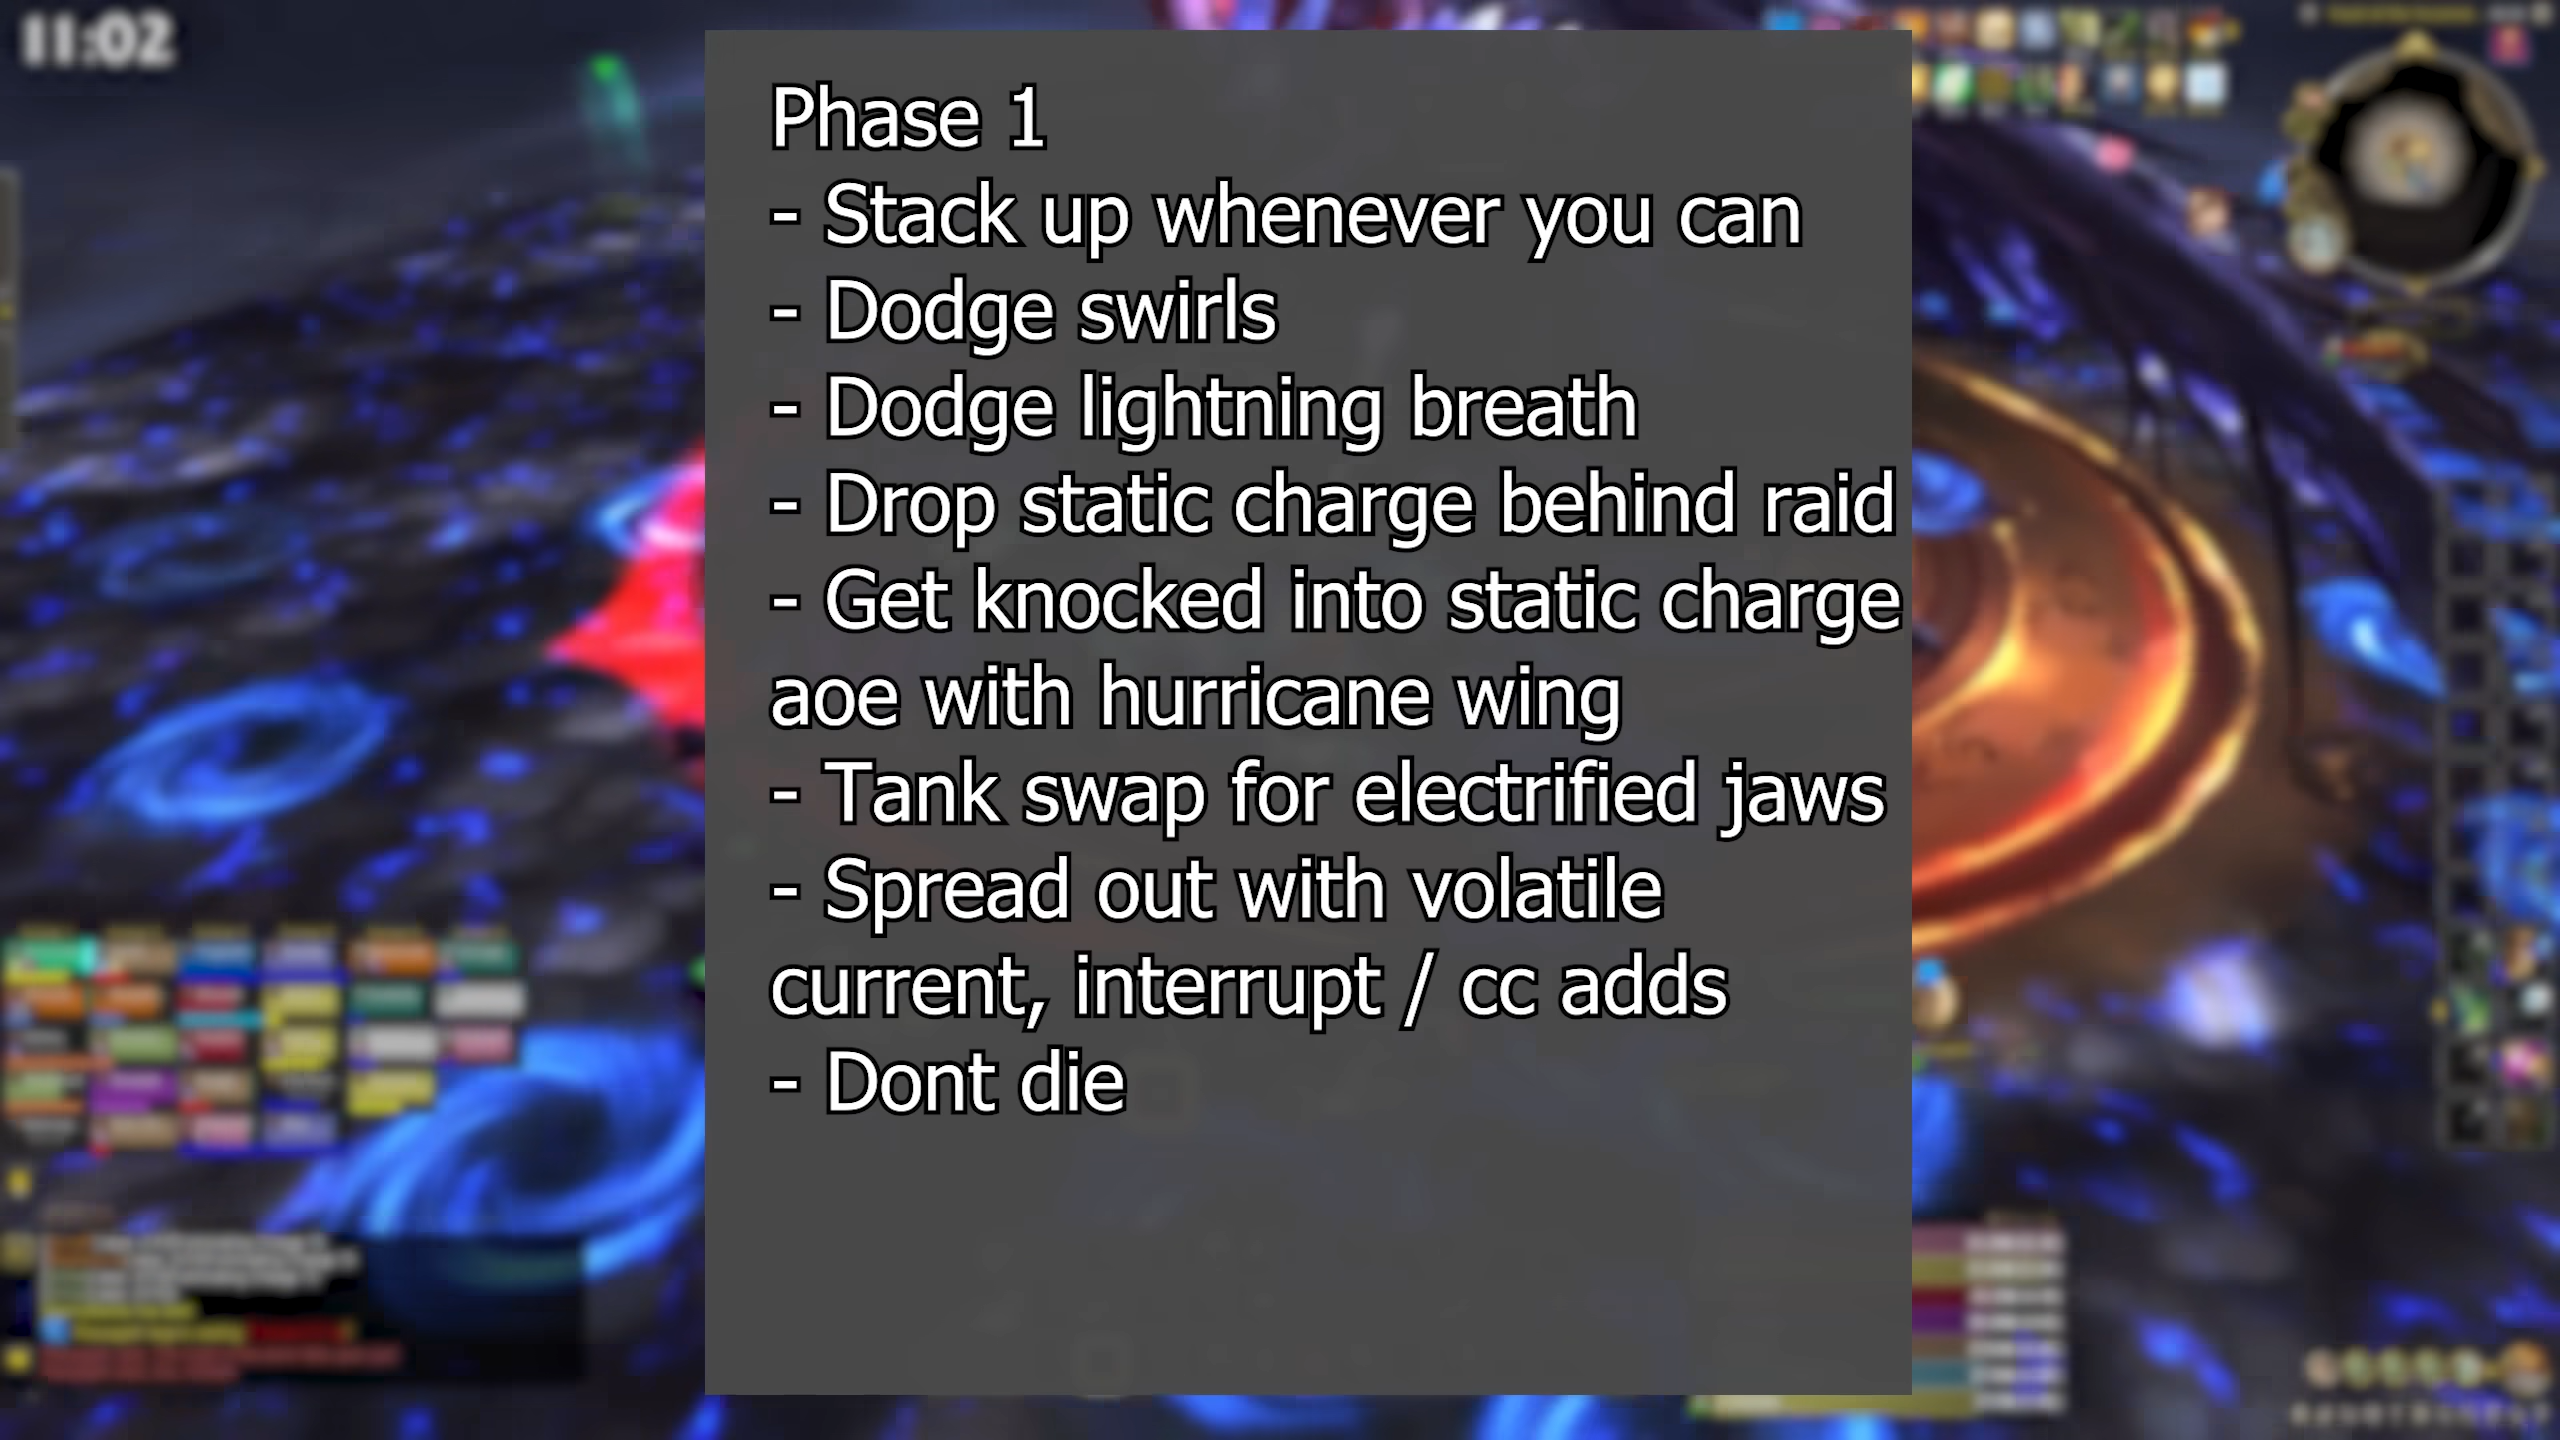 11:02
Phase 1
- Stack up whenever you can
- Dodge swirls
- Dodge lightning breath
- Drop static charge behind raid
- Get knocked into static charge
aoe with hurricane wing
- Tank swap for electrified jaws
- Spread out with volatile
current, interrupt / cc adds
- Dont die